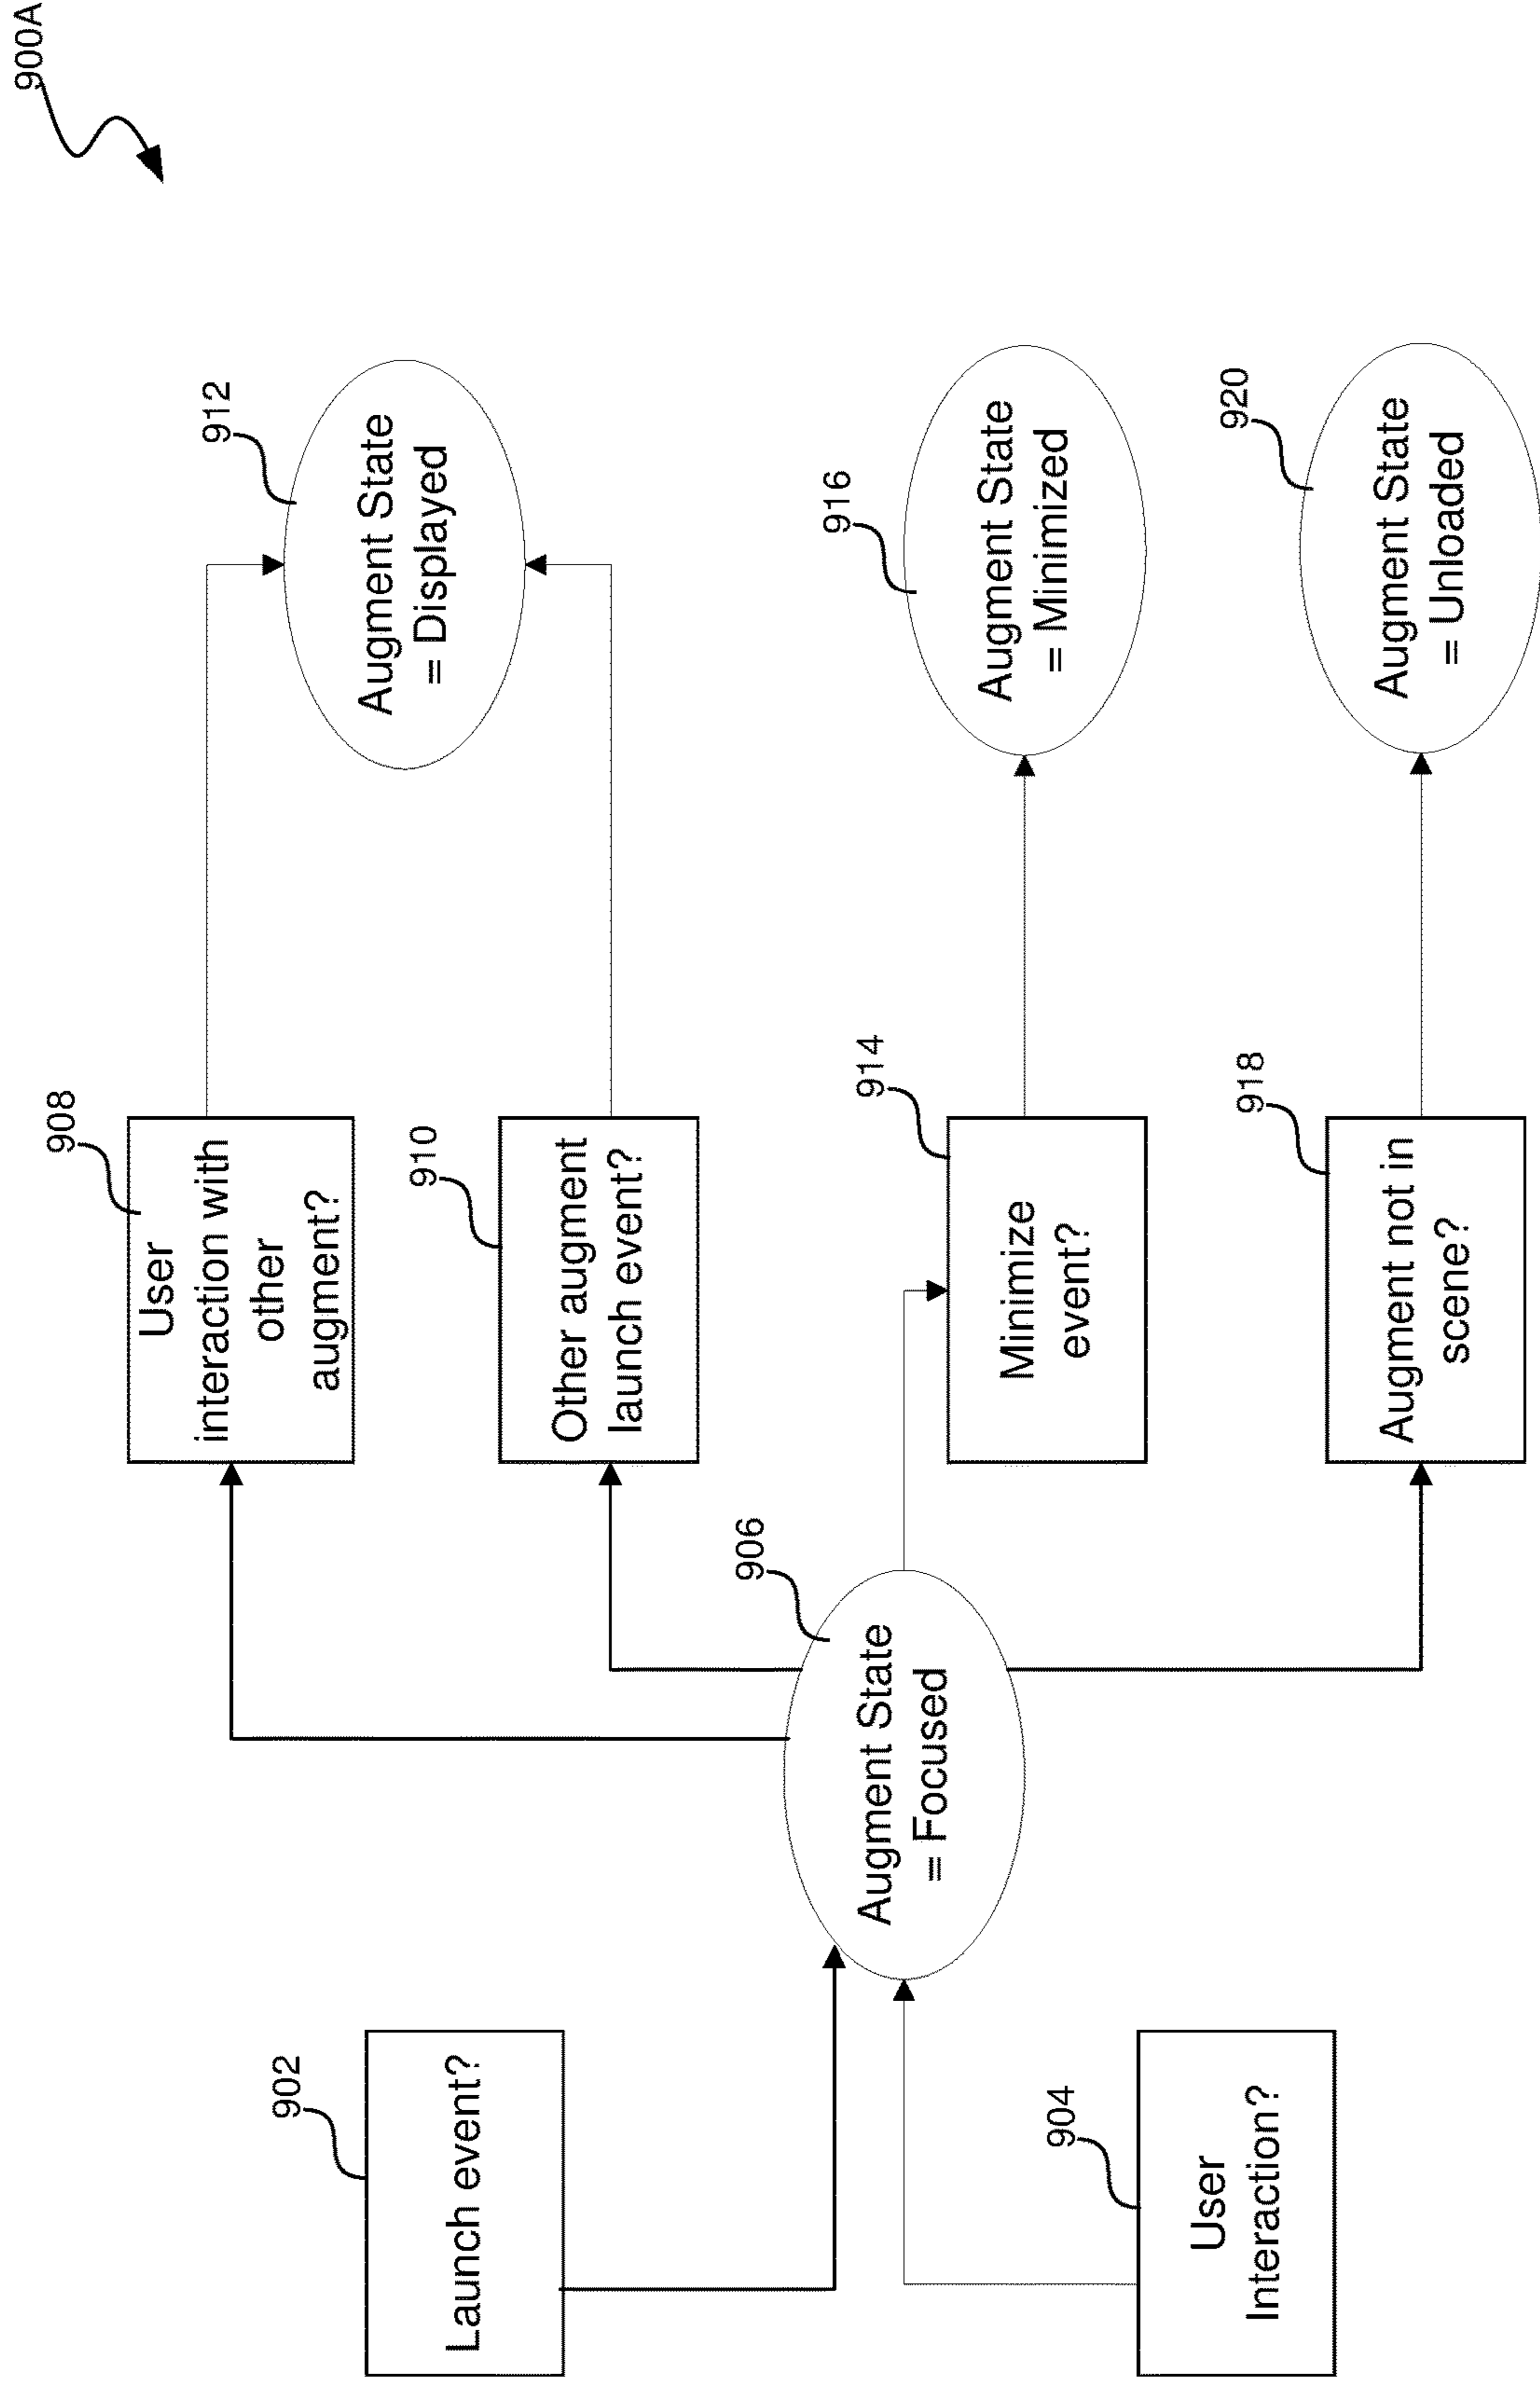 900A
902
Launch event?
904
User
Interaction?
906
Augment State
= Focused
908
User
interaction with
other
augment?
910
Other augment
launch event?
912
Augment State
= Displayed
914
Minimize
event?
916
Augment State
= Minimized
918
Augment not in
scene?
920
Augment State
= Unloaded